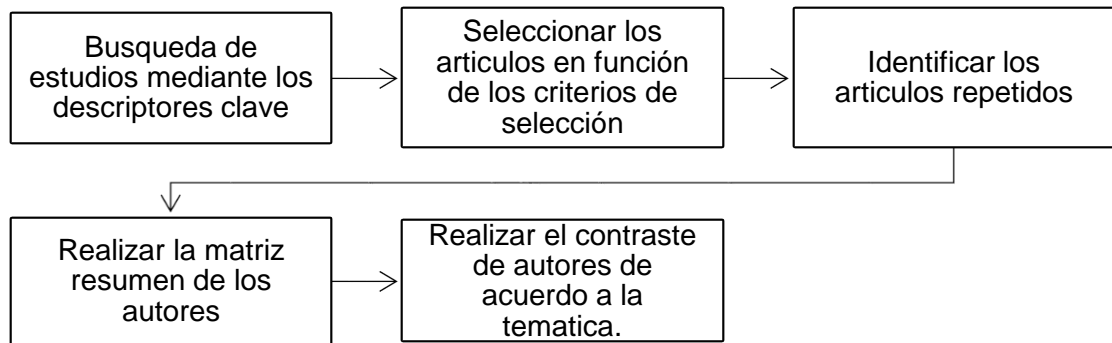 Busqueda de
estudios mediante los
descriptores clave
Seleccionar los
articulos en función
de los criterios de
selección
Identificar los
articulos repetidos
Realizar la matriz
resumen de los
autores
Realizar el contraste
de autores de
acuerdo a la
tematica.